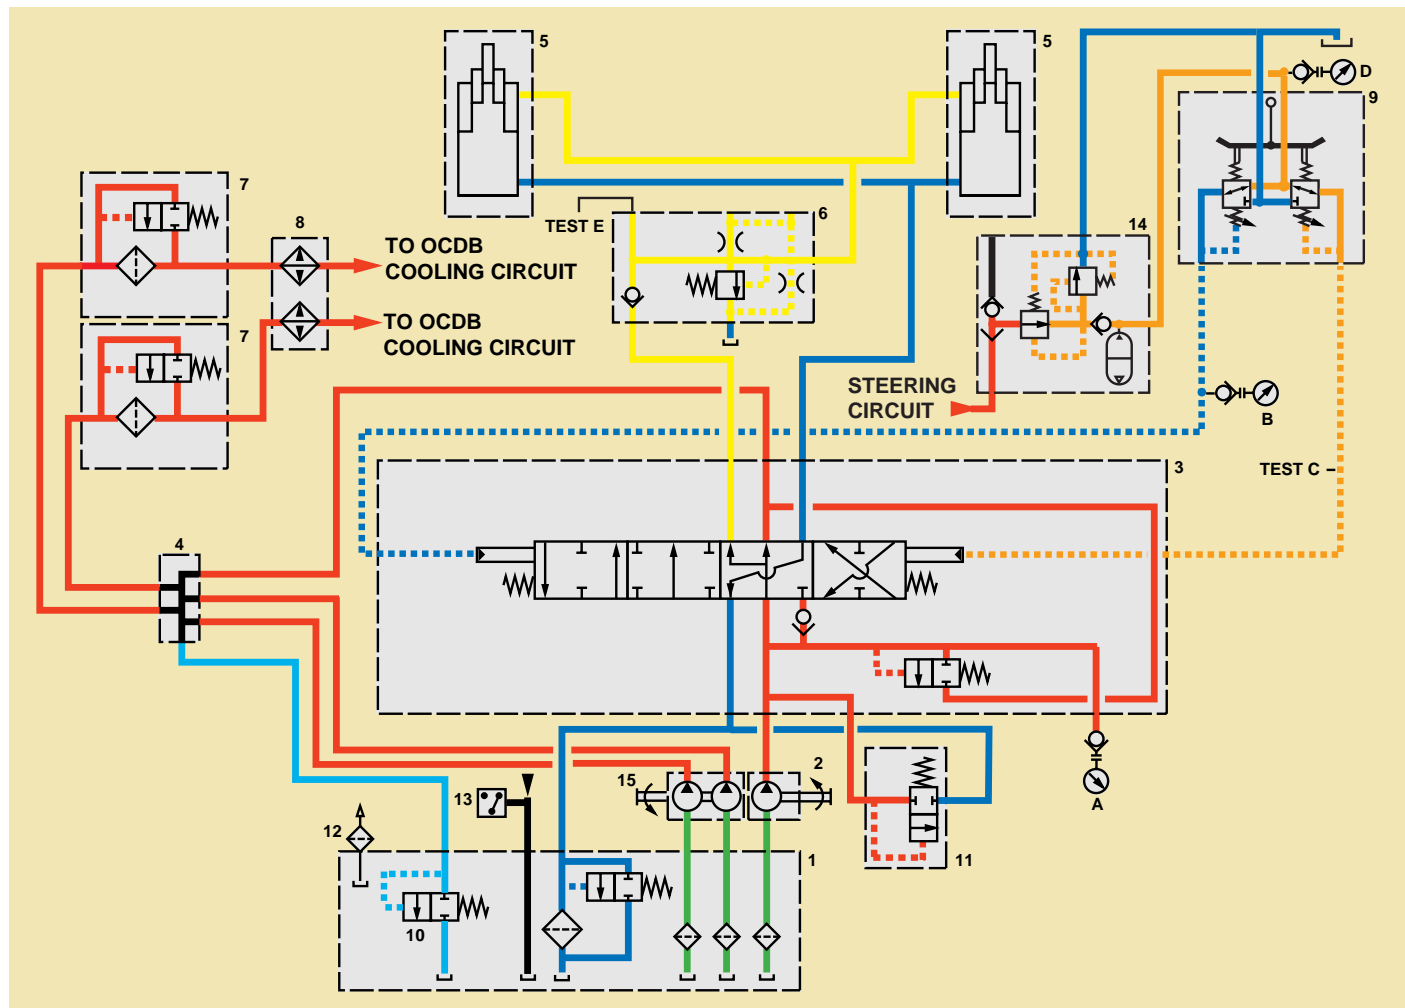 5
5
D
9
7
8
TO OCDB
COOLING CIRCUIT
TEST E
6
14
TO OCDB
COOLING CIRCUIT
7
STEERING
CIRCUIT
B
3
TEST C
4
2
15
13
A
12
1
11
10